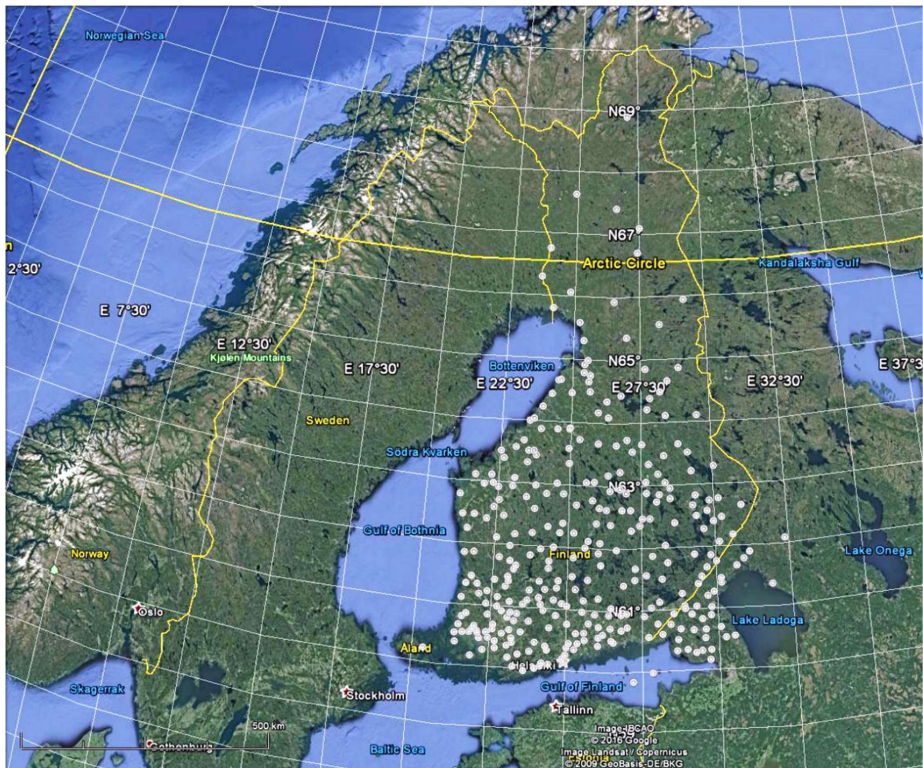 Norwegian Sea
N69°
N67°
n
2°30'
Arctic Circle
Kandalaksha Gulf
E 7°30'
E 12°30'
Kjølen Mountains
E 17°30'
Bottenviken
E 22°30'
N65°
E 27°30'
E 32°30'
E 37°3
Sweden
Södra Kvarken
N63°
Gulf of Bothnia
Norway
Finland
Lake Onega
Oslo
N61°
Lake Ladoga
Åland
Helsinki
Skagerrak
Stockholm
Gulf of Finland
Tallinn
500 km
Gothenburg
Baltic Sea
Image IBCAO
© 2016 Google
Image Landsat / Copernicus
Estonia
© 2009 GeoBasis-DE/BKG